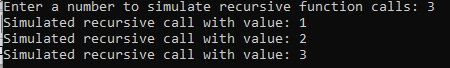 Enter a number to simulate recursive function calls: 3
Simulated recursive call with value: 1
Simulated recursive call with value: 2
Simulated recursive call with value: 3